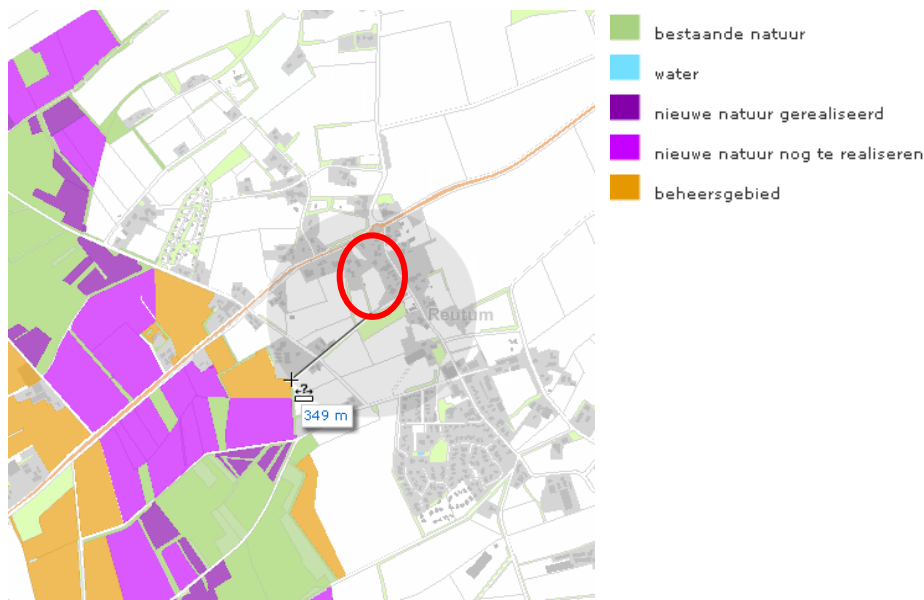 bestaande natuur
water
nieuwe natuur gerealiseerd
nieuwe natuur nog te realiseren
beheersgebied
Reutum
?
349 m